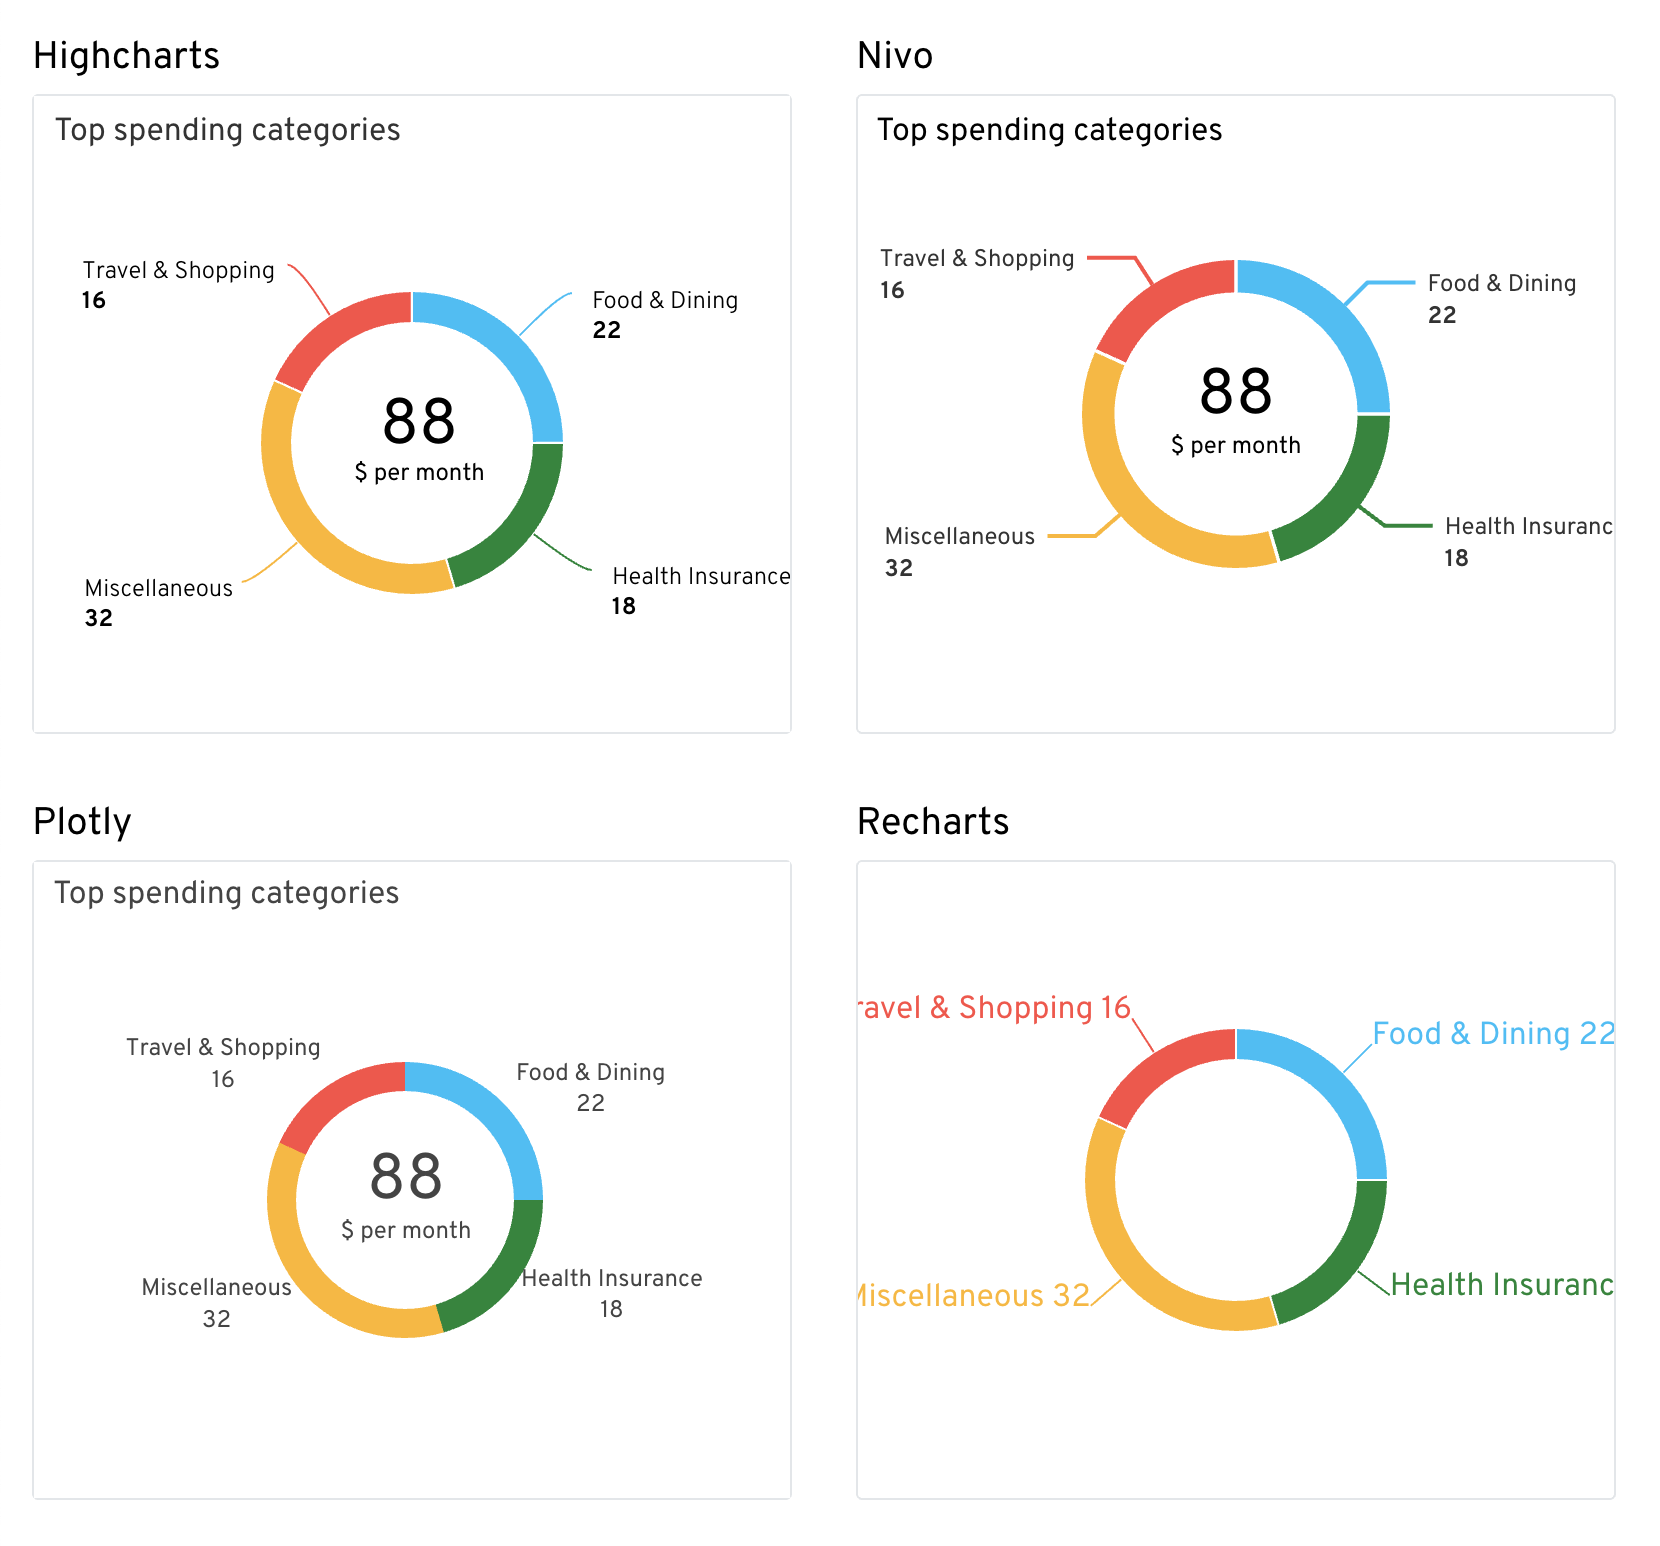 Highcharts
Top spending categories
Travel & Shopping
16
Food & Dining
22
88
$ per month
Miscellaneous
32
Health Insurance
18
Nivo
Top spending categories
Travel & Shopping
16
Food & Dining
22
88
$ per month
Miscellaneous
32
Health Insuranc
18
Plotly
Top spending categories
Travel & Shopping
16
Food & Dining
22
88
$ per month
Miscellaneous
32
Health Insurance
18
Recharts
ravel & Shopping 16
Food & Dining 22
Miscellaneous 32
Health Insuranc